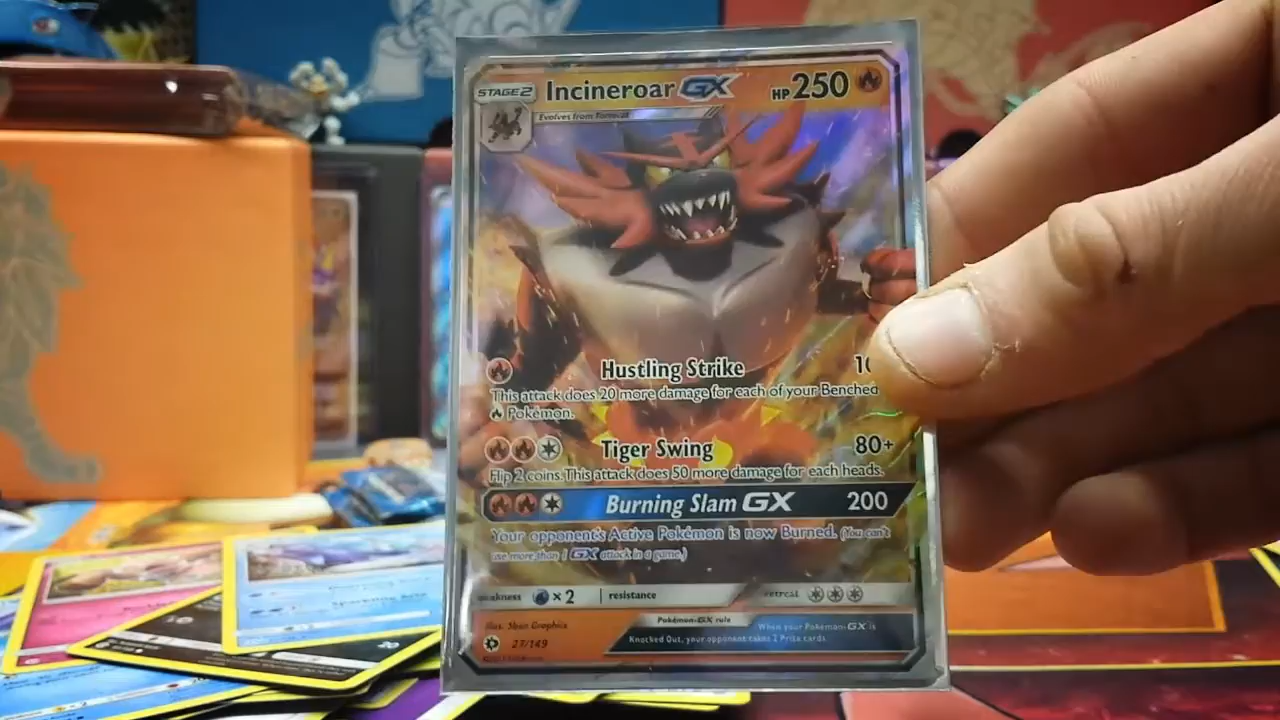 STAGE 2 Incineroar GX HP 250
Evolves from Torracat
Hustling Strike
This attack does 20 more damage for each of your Benched
Pokémon.
Tiger Swing 80+
Flip 2 coins. This attack does 50 more damage for each heads.
Burning Slam GX 200
Your opponent's Active Pokémon is now Burned. (You can't
use more than 1 GX attack in a game.)
weakness ×2 resistance retreat
Illus. 5ban Graphics
Pokémon-GX rule
When your Pokémon-GX is
Knocked Out, your opponent takes 2 Prize cards.
27/149
20